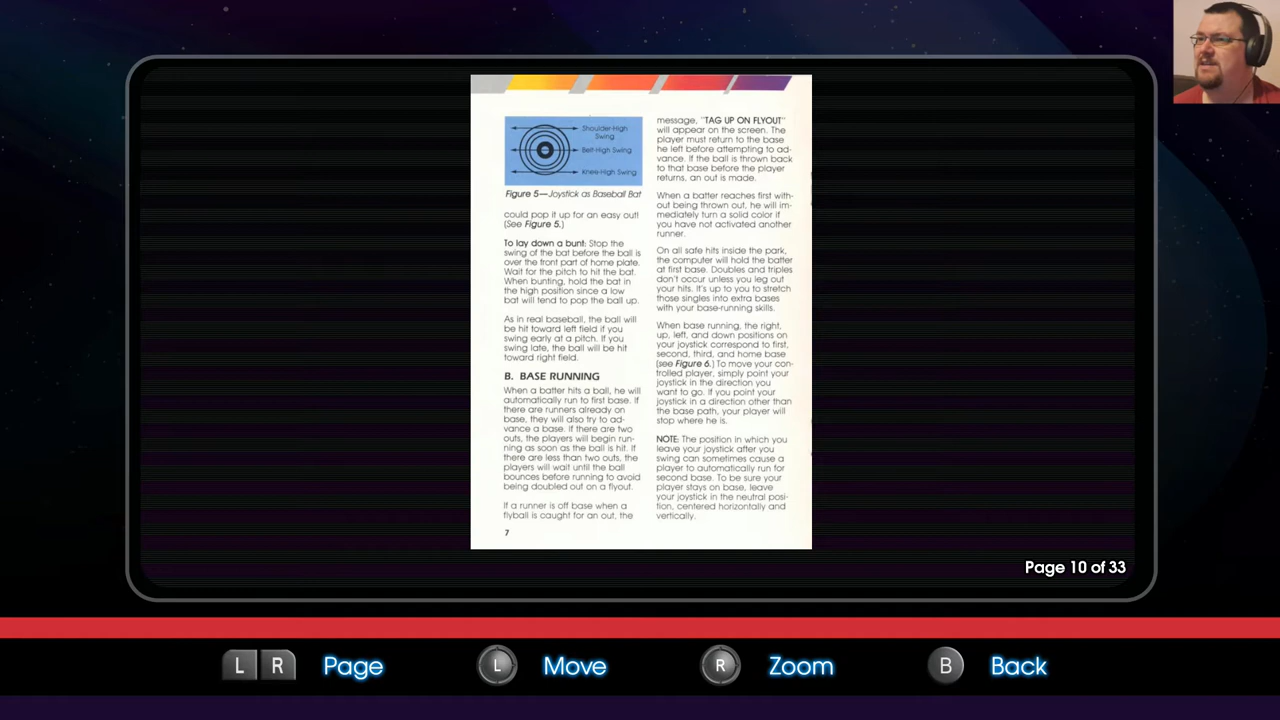 Shoulder-High
Swing
Belt-High Swing
Knee-High Swing
Figure 5—Joystick as Baseball Bat
could pop it up for an easy out!
(See Figure 5.)
To lay down a bunt: Stop the
swing of the bat before the ball is
over the front part of home plate.
Wait for the pitch to hit the bat.
When bunting, hold the bat in
the high position since a low
bat will tend to pop the ball up.
As in real baseball, the ball will
be hit toward left field if you
swing early at a pitch. If you
swing late, the ball will be hit
toward right field.
B. BASE RUNNING
When a batter hits a ball, he will
automatically run to first base. If
there are runners already on
base, they will also try to ad-
vance a base. If there are two
outs, the players will begin run-
ning as soon as the ball is hit. If
there are less than two outs, the
players will wait until the ball
bounces before running to avoid
being doubled out on a flyout.
If a runner is off base when a
flyball is caught for an out, the
7
message, "TAG UP ON FLYOUT"
will appear on the screen. The
player must return to the base
he left before attempting to ad-
vance. If the ball is thrown back
to that base before the player
returns, an out is made.
When a batter reaches first with-
out being thrown out, he will im-
mediately turn a solid color if
you have not activated another
runner.
On all safe hits inside the park,
the computer will hold the batter
at first base. Doubles and triples
don't occur unless you leg out
your hits. It's up to you to stretch
those singles into extra bases
with your base-running skills.
When base running, the right,
up, left, and down positions on
your joystick correspond to first,
second, third, and home base
(see Figure 6.) To move your con-
trolled player, simply point your
joystick in the direction you
want to go. If you point your
joystick in a direction other than
the base path, your player will
stop where he is.
NOTE: The position in which you
leave your joystick after you
swing can sometimes cause a
player to automatically run for
second base. To be sure your
player stays on base, leave
your joystick in the neutral posi-
tion, centered horizontally and
vertically.
Page 10 of 33
L R Page L Move R Zoom B Back